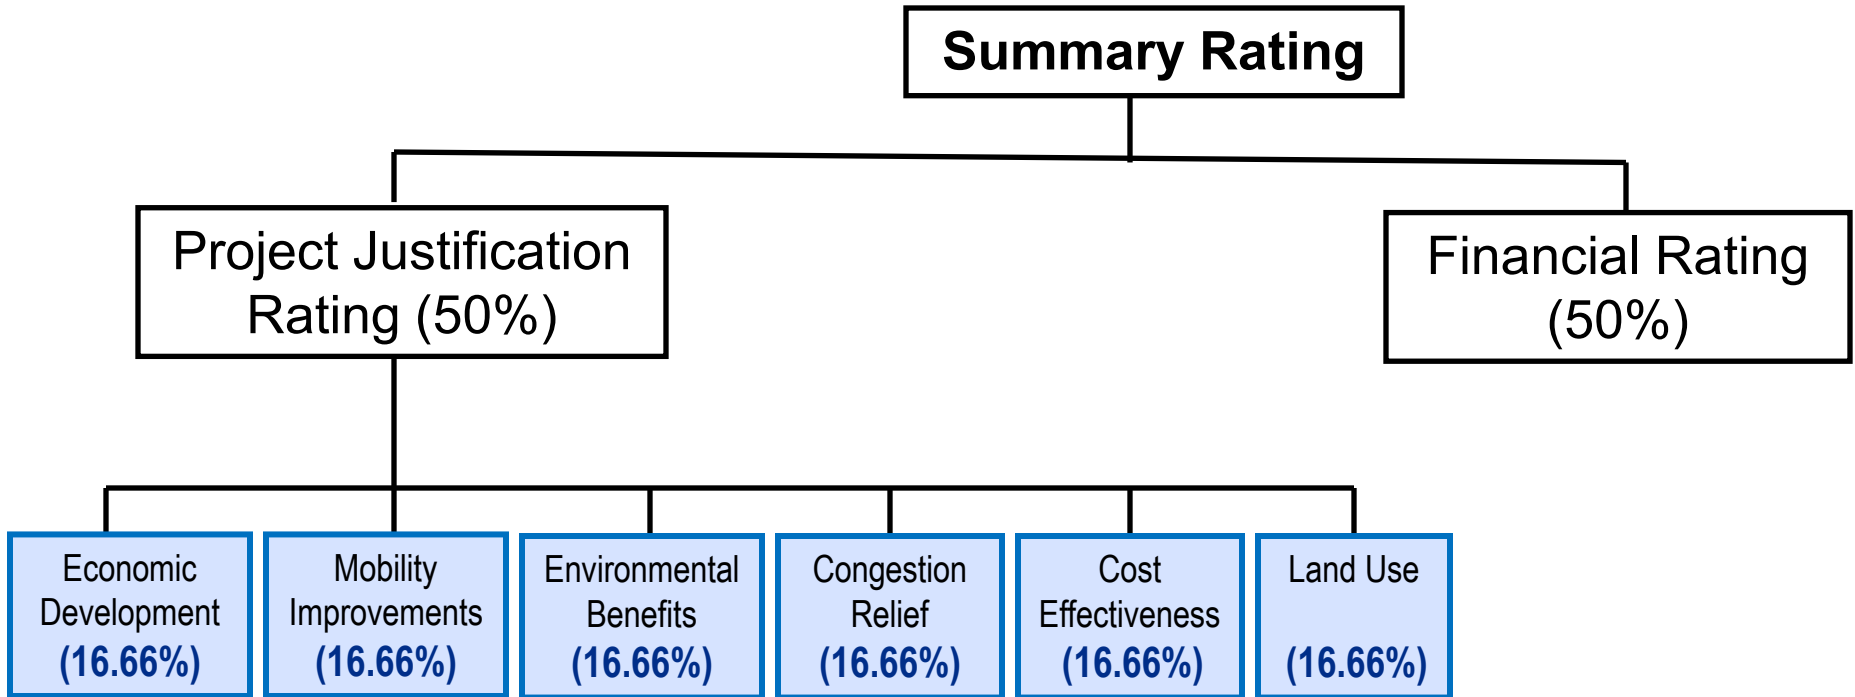 Summary Rating
Project Justification
Rating (50%)
Financial Rating
(50%)
Economic
Development
(16.66%)
Mobility
Improvements
(16.66%)
Environmental
Benefits
(16.66%)
Congestion
Relief
(16.66%)
Cost
Effectiveness
(16.66%)
Land Use
(16.66%)